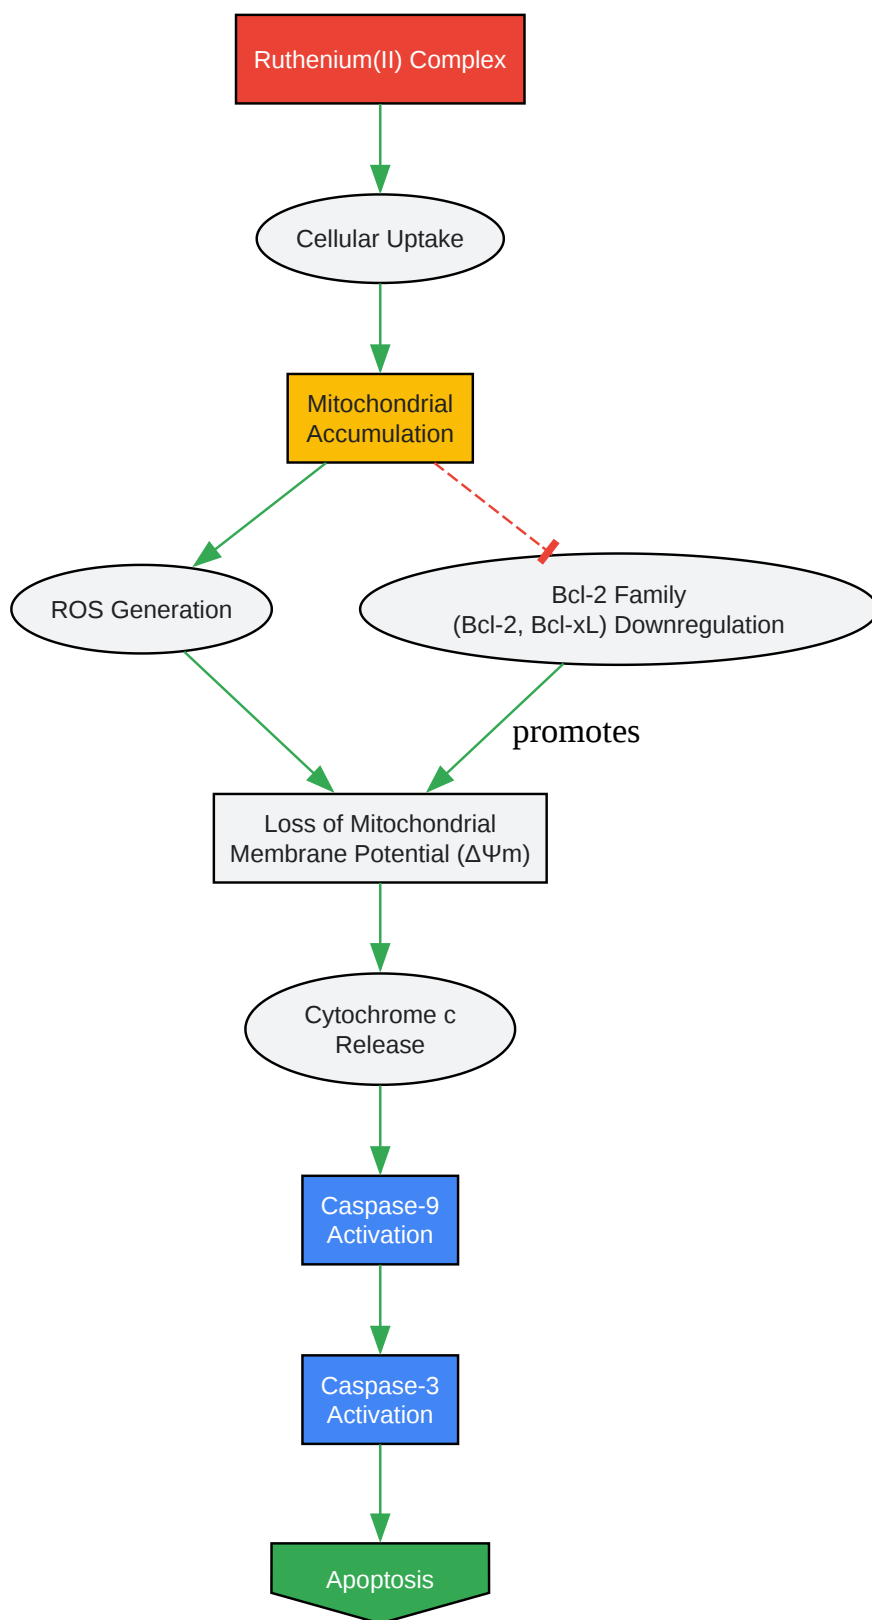 Ruthenium(II) Complex
Cellular Uptake
Mitochondrial
Accumulation
ROS Generation
Bcl-2 Family
(Bcl-2, Bcl-xL) Downregulation
promotes
Loss of Mitochondrial
Membrane Potential (ΔΨm)
Cytochrome c
Release
Caspase-9
Activation
Caspase-3
Activation
Apoptosis